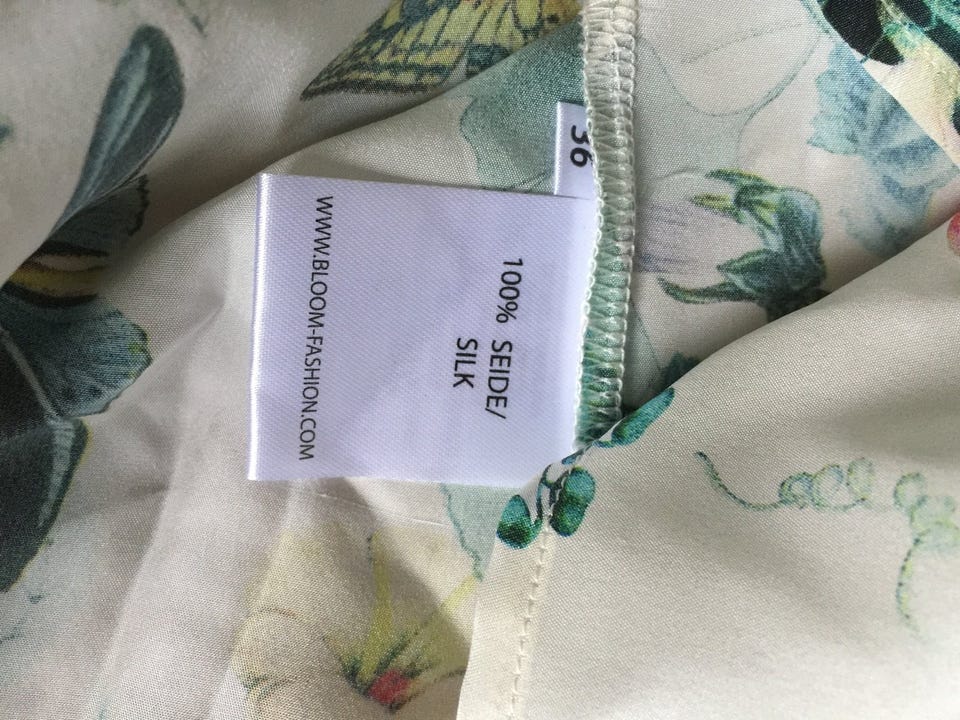 36
100% SEIDE/
SILK
WWW.BLOOM-FASHION.COM